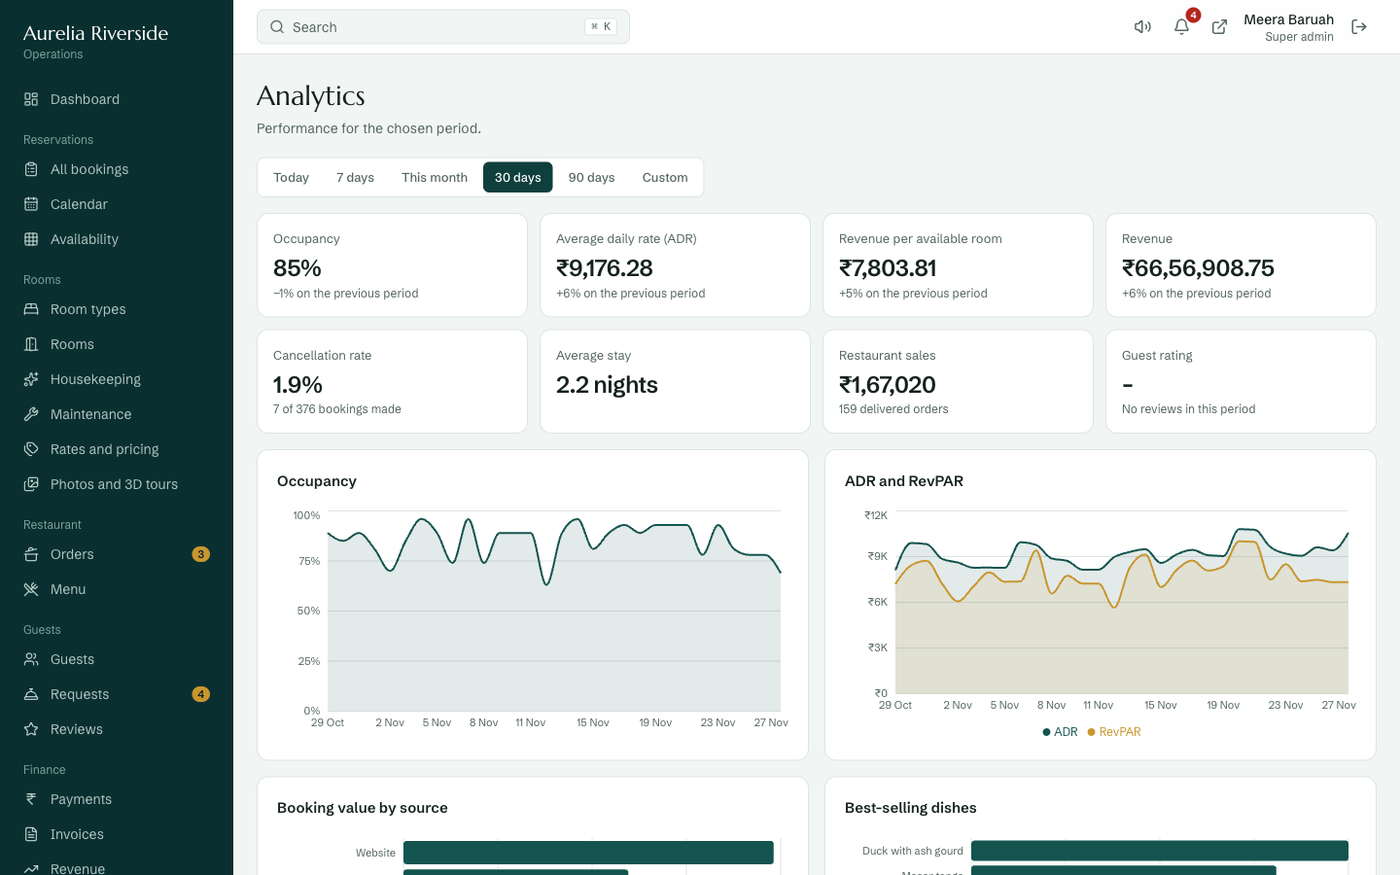 Aurelia Riverside
Operations
Dashboard
Reservations
All bookings
Calendar
Availability
Rooms
Room types
Rooms
Housekeeping
Maintenance
Rates and pricing
Photos and 3D tours
Restaurant
Orders 3
Menu
Guests
Guests
Requests 4
Reviews
Finance
Payments
Invoices
Revenue
Search ⌘ K
4
Meera Baruah
Super admin
Analytics
Performance for the chosen period.
Today 7 days This month 30 days 90 days Custom
Occupancy
85%
−1% on the previous period
Average daily rate (ADR)
₹9,176.28
+6% on the previous period
Revenue per available room
₹7,803.81
+5% on the previous period
Revenue
₹66,56,908.75
+6% on the previous period
Cancellation rate
1.9%
7 of 376 bookings made
Average stay
2.2 nights
Restaurant sales
₹1,67,020
159 delivered orders
Guest rating
–
No reviews in this period
Occupancy
100%
75%
50%
25%
0%
29 Oct 2 Nov 5 Nov 8 Nov 11 Nov 15 Nov 19 Nov 23 Nov 27 Nov
ADR and RevPAR
₹12K
₹9K
₹6K
₹3K
₹0
29 Oct 2 Nov 5 Nov 8 Nov 11 Nov 15 Nov 19 Nov 23 Nov 27 Nov
ADR RevPAR
Booking value by source
Website
Best-selling dishes
Duck with ash gourd